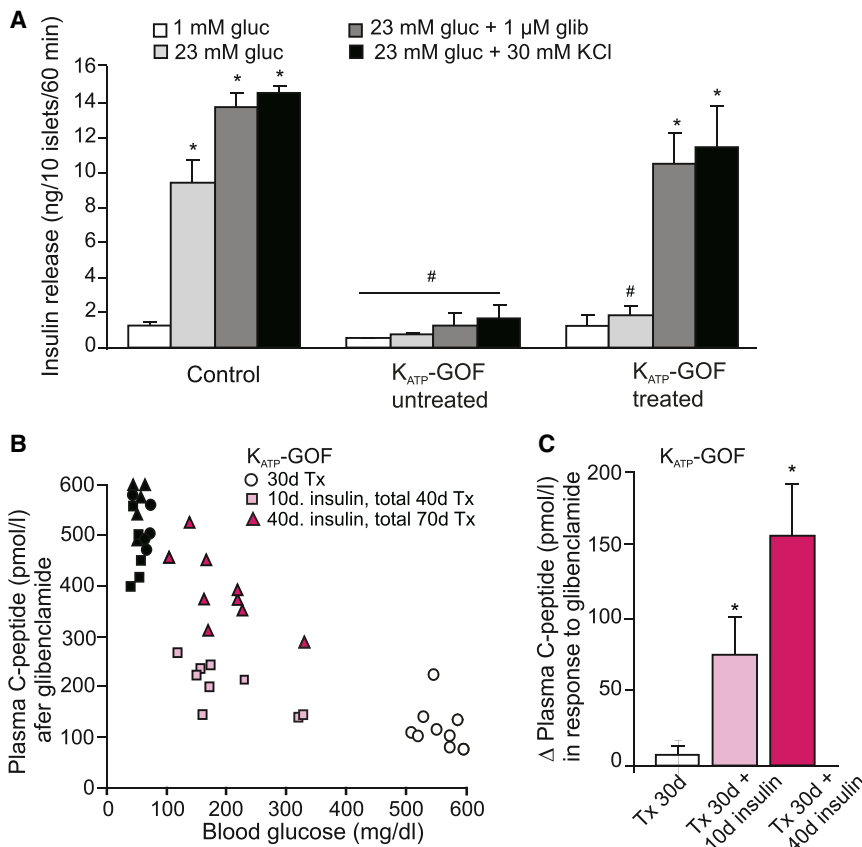 A
1 mM gluc
23 mM gluc
23 mM gluc + 1 µM glib
23 mM gluc + 30 mM KCl
Insulin release (ng/10 islets/60 min)
16
14
12
10
8
6
4
2
0
*
*
*
#
#
*
*
Control
KATP-GOF
untreated
KATP-GOF
treated
B
KATP-GOF
30d Tx
10d. insulin, total 40d Tx
40d. insulin, total 70d Tx
Plasma C-peptide (pmol/l)
afer glibenclamide
600
500
400
300
200
100
0
0 100 200 300 400 500 600
Blood glucose (mg/dl)
C
KATP-GOF
Δ Plasma C-peptide (pmol/l)
in response to glibenclamide
200
150
100
50
0
*
*
Tx 30d
Tx 30d +
10d insulin
Tx 30d +
40d insulin